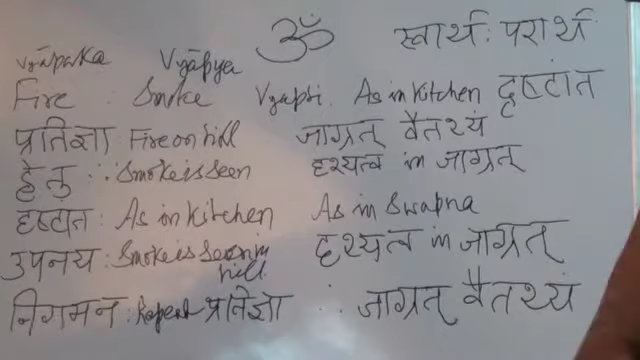 ॐ स्वार्थ: परार्थ
Vyāpaka Vyāpya
Fire Smoke Vyapti. As in Kitchen दृष्टांत
प्रतिज्ञा: Fire on hill जाग्रत् वैतथ्यं
हेतु ∴ Smoke is seen दृश्यत्व in जाग्रत्
दृष्टांत: As in Kitchen As in Swapna
उपनय: Smoke is seen in hill दृश्यत्व in जाग्रत्
निगमन: Repeat प्रतिज्ञा ∴ जाग्रत् वैतथ्यं